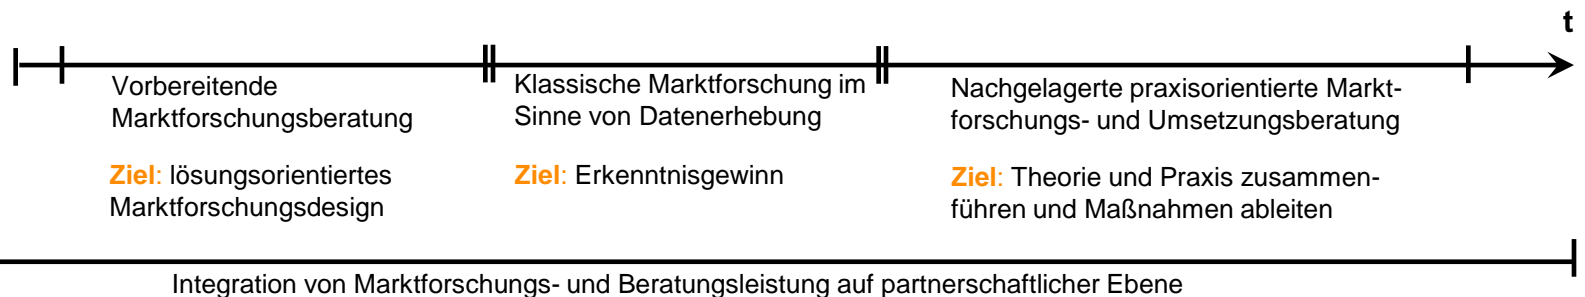 t
Vorbereitende
Marktforschungsberatung
Ziel: lösungsorientiertes
Marktforschungsdesign
Klassische Marktforschung im
Sinne von Datenerhebung
Ziel: Erkenntnisgewinn
Nachgelagerte praxisorientierte Markt-
forschungs- und Umsetzungsberatung
Ziel: Theorie und Praxis zusammen-
führen und Maßnahmen ableiten
Integration von Marktforschungs- und Beratungsleistung auf partnerschaftlicher Ebene